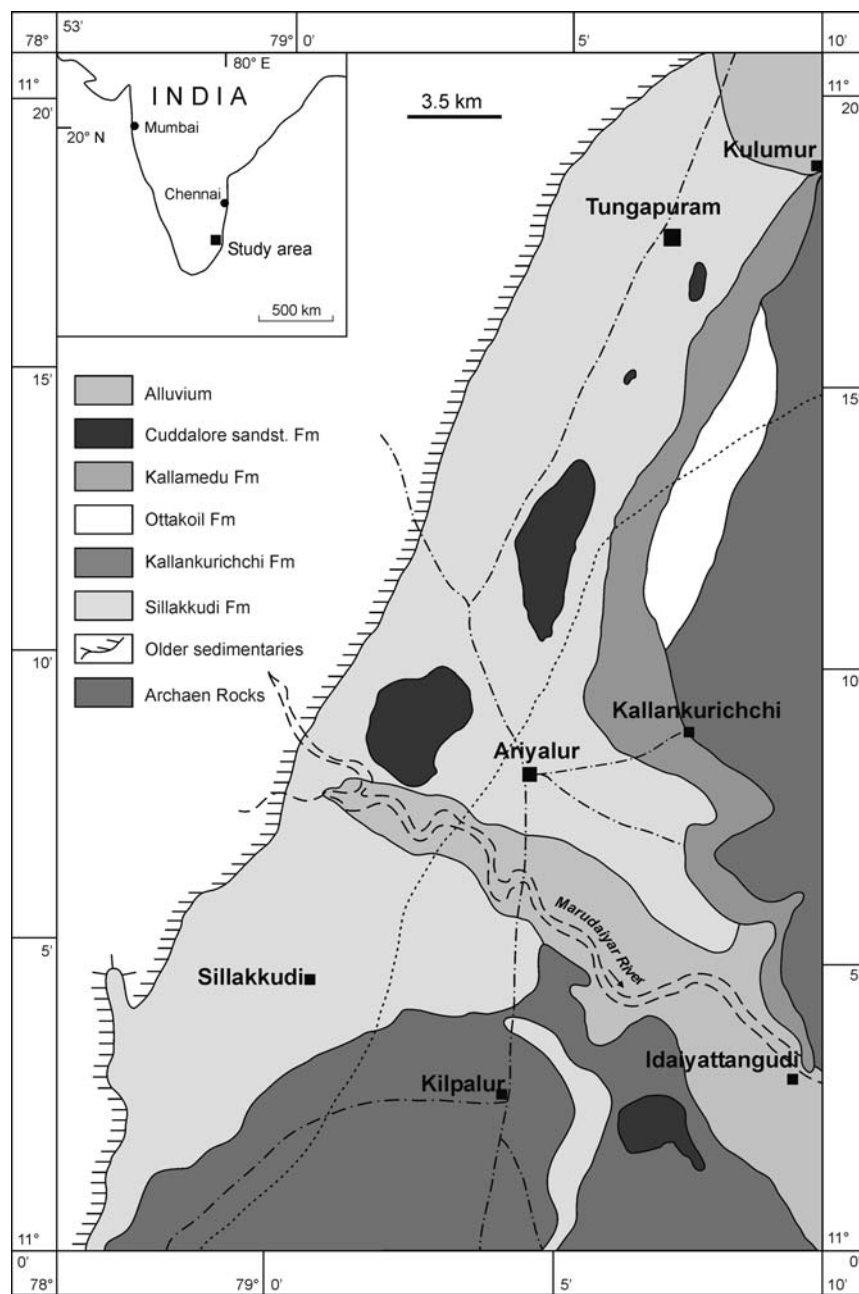 78°
53'
79°
0'
5'
10'
11°
20'
11°
20'
80° E
INDIA
20° N
Mumbai
Chennai
Study area
500 km
3.5 km
Kulumur
Tungapuram
15'
15'
Alluvium
Cuddalore sandst. Fm
Kallamedu Fm
Ottakoil Fm
Kallankurichchi Fm
Sillakkudi Fm
Older sedimentaries
Archaen Rocks
10'
10'
Kallankurichchi
Ariyalur
Marudaiyar River
5'
5'
Sillakkudi
Idaiyattangudi
Kilpalur
11°
0'
11°
0'
78°
53'
79°
0'
5'
10'